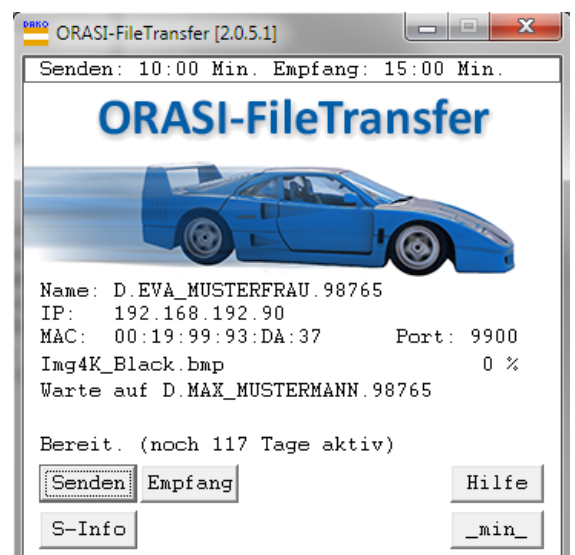 DAKO
ORASI-FileTransfer [2.0.5.1]
Senden: 10:00 Min. Empfang: 15:00 Min.
ORASI-FileTransfer
Name: D.EVA_MUSTERFRAU.98765
IP: 192.168.192.90
MAC: 00:19:99:93:DA:37 Port: 9900
Img4K_Black.bmp 0 %
Warte auf D.MAX_MUSTERMANN.98765
Bereit. (noch 117 Tage aktiv)
Senden Empfang Hilfe
S-Info _min_